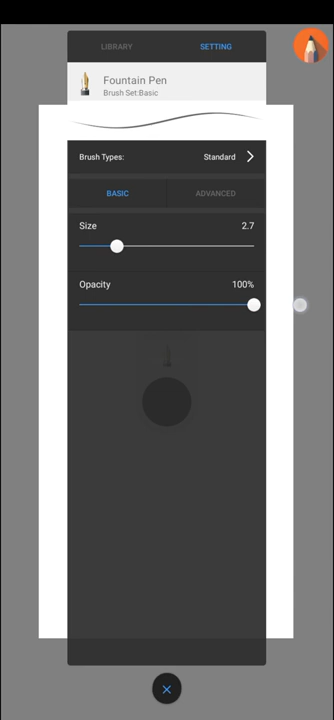 LIBRARY SETTING
Fountain Pen
Brush Set:Basic
Brush Types: Standard
BASIC ADVANCED
Size 2.7
Opacity 100%